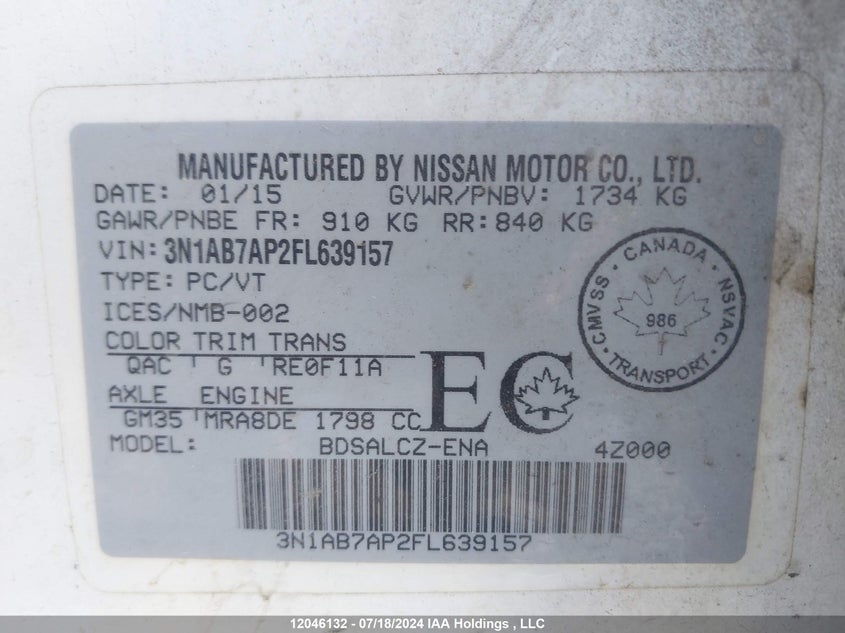 MANUFACTURED BY NISSAN MOTOR CO., LTD.
DATE: 01/15 GVWR/PNBV: 1734 KG
GAWR/PNBE FR: 910 KG RR: 840 KG
VIN: 3N1AB7AP2FL639157
TYPE: PC/VT
ICES/NMB-002
COLOR TRIM TRANS
QAC G RE0F11A
AXLE ENGINE
GM35 MRA8DE 1798 CC
MODEL: BDSALCZ-ENA 4Z000
EC
CANADA
CMVSS · NSVAC
986
TRANSPORT
3N1AB7AP2FL639157
12046132 - 07/18/2024 IAA Holdings , LLC